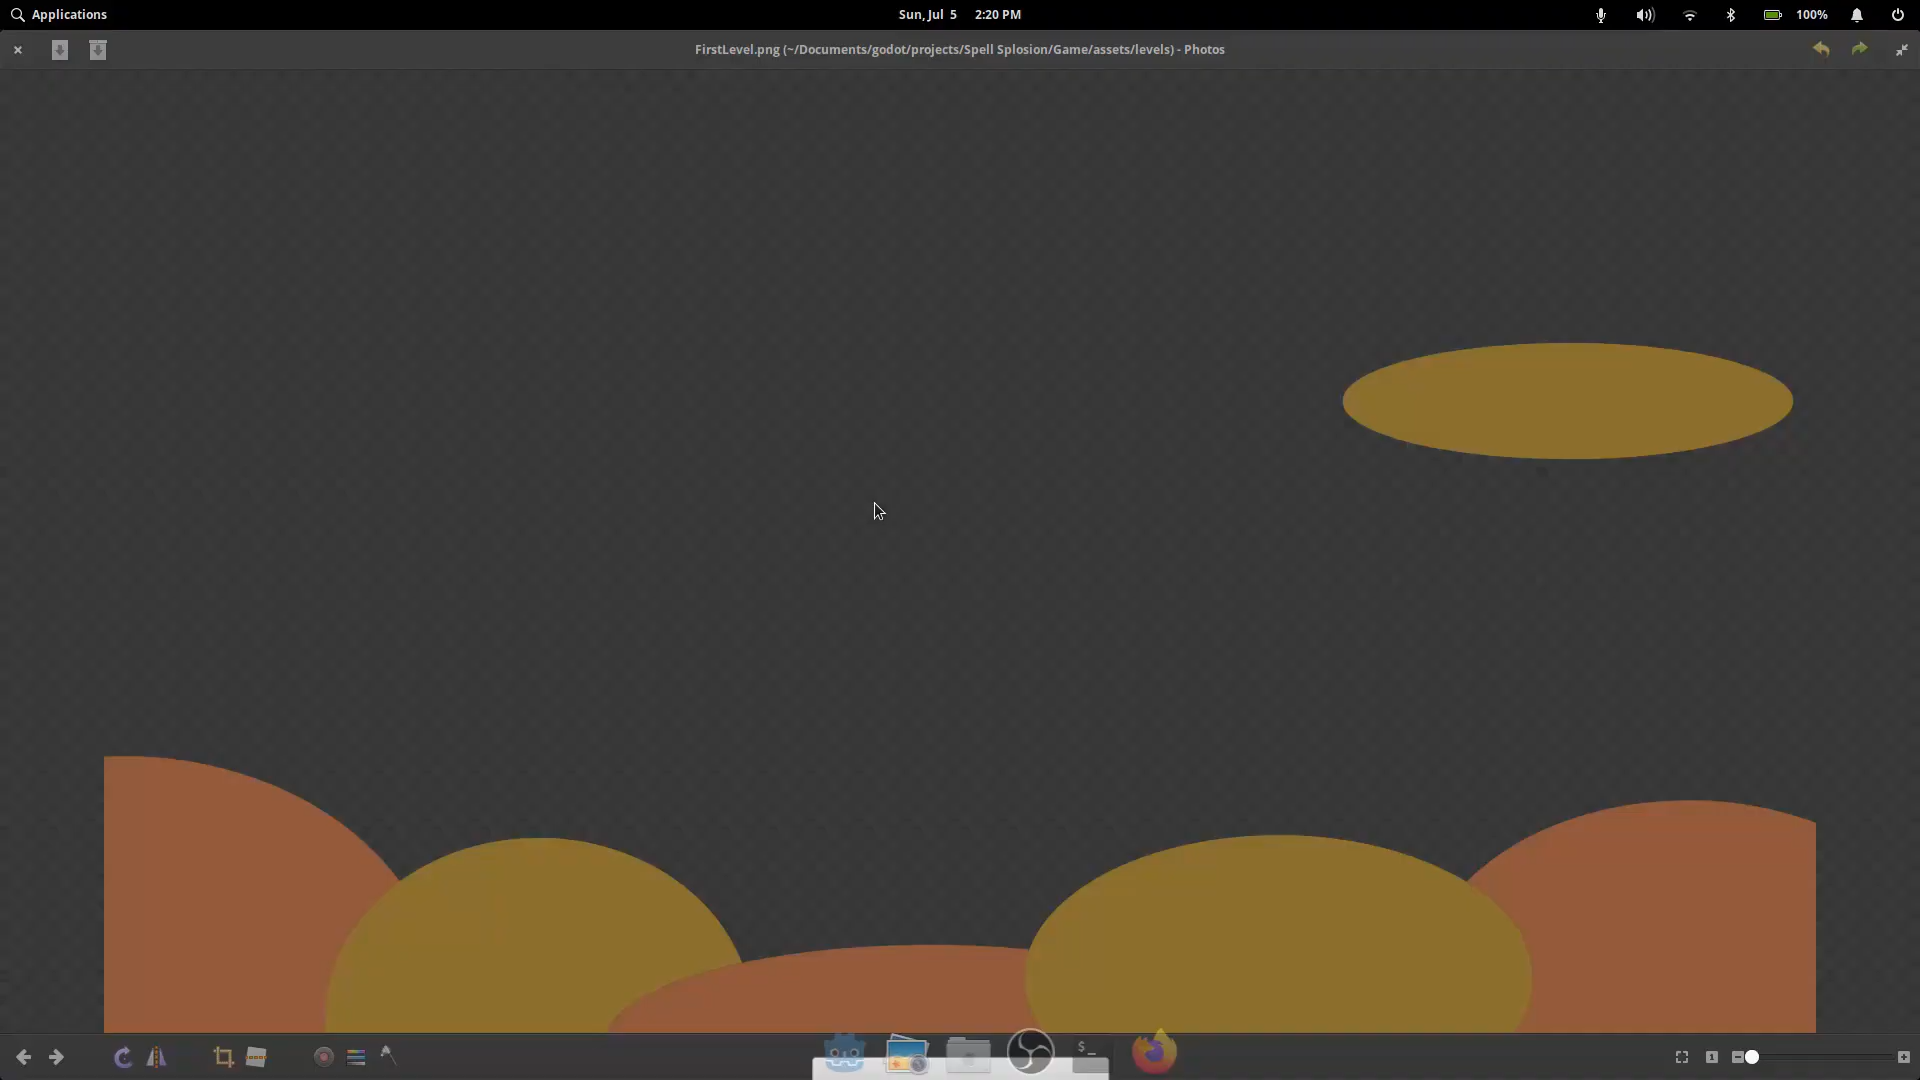 Applications
Sun, Jul 5 2:20 PM
100%
FirstLevel.png (~/Documents/godot/projects/Spell Splosion/Game/assets/levels) - Photos
1
$_